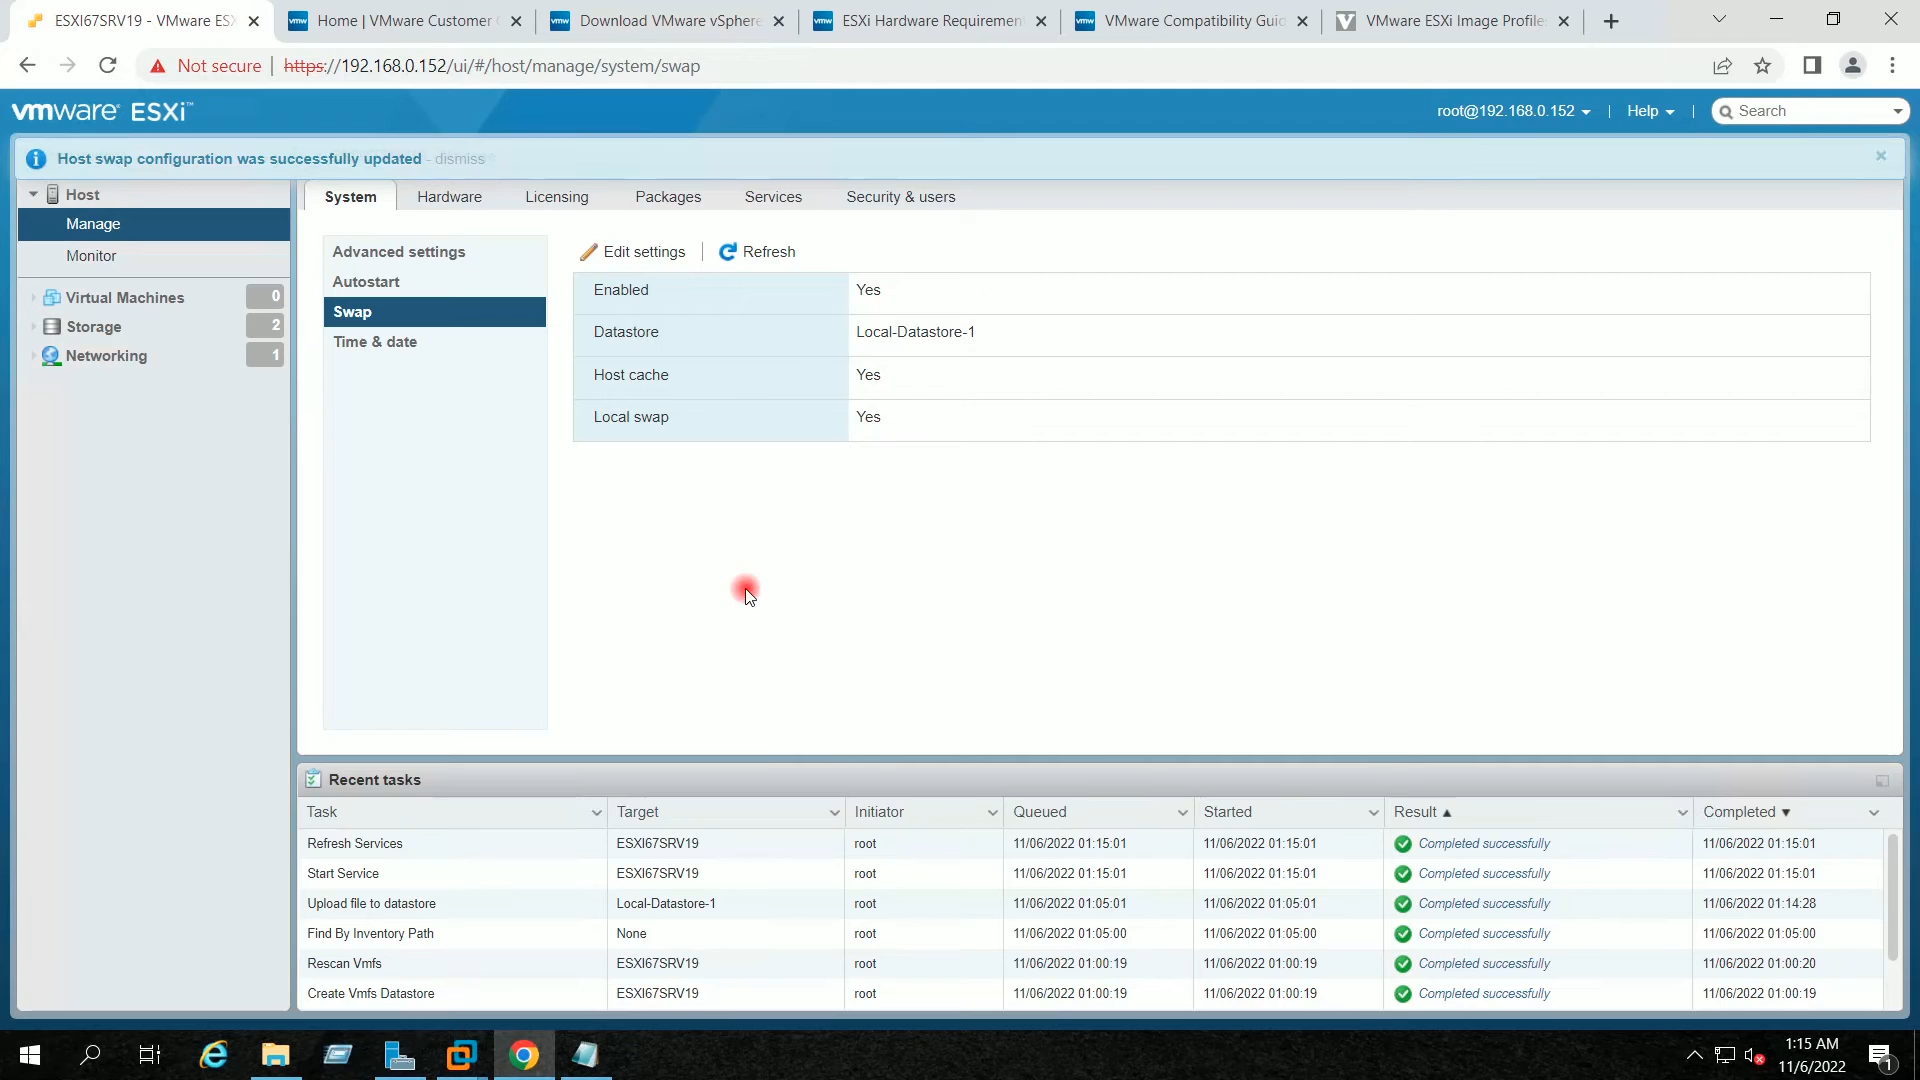 ESXI67SRV19 - VMware ESX
Home | VMware Customer C
Download VMware vSphere
ESXi Hardware Requirement
VMware Compatibility Guid
VMware ESXi Image Profile
Not secure
https://192.168.0.152/ui/#/host/manage/system/swap
vmware ESXi™
root@192.168.0.152
|
Help
|
Search
Host swap configuration was successfully updated - dismiss
Host
Manage
Monitor
Virtual Machines 0
Storage 2
Networking 1
System
Hardware
Licensing
Packages
Services
Security & users
Advanced settings
Autostart
Swap
Time & date
Edit settings
Refresh
Enabled Yes
Datastore Local-Datastore-1
Host cache Yes
Local swap Yes
Recent tasks
Task Target Initiator Queued Started Result ▲ Completed ▼
Refresh Services ESXI67SRV19 root 11/06/2022 01:15:01 11/06/2022 01:15:01 Completed successfully 11/06/2022 01:15:01
Start Service ESXI67SRV19 root 11/06/2022 01:15:01 11/06/2022 01:15:01 Completed successfully 11/06/2022 01:15:01
Upload file to datastore Local-Datastore-1 root 11/06/2022 01:05:01 11/06/2022 01:05:01 Completed successfully 11/06/2022 01:14:28
Find By Inventory Path None root 11/06/2022 01:05:00 11/06/2022 01:05:00 Completed successfully 11/06/2022 01:05:00
Rescan Vmfs ESXI67SRV19 root 11/06/2022 01:00:19 11/06/2022 01:00:19 Completed successfully 11/06/2022 01:00:20
Create Vmfs Datastore ESXI67SRV19 root 11/06/2022 01:00:19 11/06/2022 01:00:19 Completed successfully 11/06/2022 01:00:19
1:15 AM
11/6/2022
1